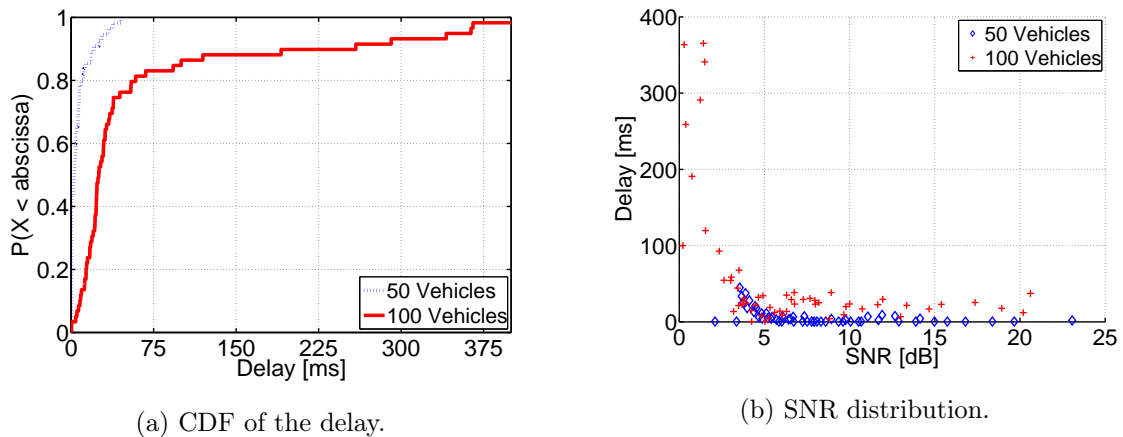 1
0.8
0.6
0.4
0.2
0
P(X < abscissa)
0 75 150 225 300 375
Delay [ms]
50 Vehicles
100 Vehicles
(a) CDF of the delay.
400
300
200
100
0
Delay [ms]
0 5 10 15 20 25
SNR [dB]
50 Vehicles
100 Vehicles
(b) SNR distribution.